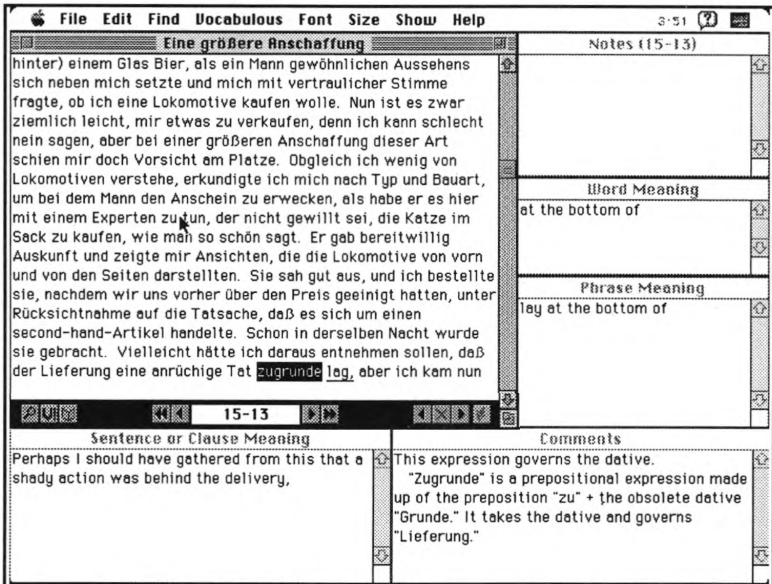 File Edit Find Vocabulous Font Size Show Help 3:51
Eine größere Anschaffung
hinter) einem Glas Bier, als ein Mann gewöhnlichen Aussehens
sich neben mich setzte und mich mit vertraulicher Stimme
fragte, ob ich eine Lokomotive kaufen wolle. Nun ist es zwar
ziemlich leicht, mir etwas zu verkaufen, denn ich kann schlecht
nein sagen, aber bei einer größeren Anschaffung dieser Art
schien mir doch Vorsicht am Platze. Obgleich ich wenig von
Lokomotiven verstehe, erkundigte ich mich nach Typ und Bauart,
um bei dem Mann den Anschein zu erwecken, als habe er es hier
mit einem Experten zu tun, der nicht gewillt sei, die Katze im
Sack zu kaufen, wie man so schön sagt. Er gab bereitwillig
Auskunft und zeigte mir Ansichten, die die Lokomotive von vorn
und von den Seiten darstellten. Sie sah gut aus, und ich bestellte
sie, nachdem wir uns vorher über den Preis geeinigt hatten, unter
Rücksichtnahme auf die Tatsache, daß es sich um einen
second-hand-Artikel handelte. Schon in derselben Nacht wurde
sie gebracht. Vielleicht hätte ich daraus entnehmen sollen, daß
der Lieferung eine anrüchige Tat zugrunde lag, aber ich kam nun
15-13
Notes (15-13)
Word Meaning
at the bottom of
Phrase Meaning
lay at the bottom of
Sentence or Clause Meaning
Perhaps I should have gathered from this that a
shady action was behind the delivery,
Comments
This expression governs the dative.
"Zugrunde" is a prepositional expression made
up of the preposition "zu" + the obsolete dative
"Grunde." It takes the dative and governs
"Lieferung."